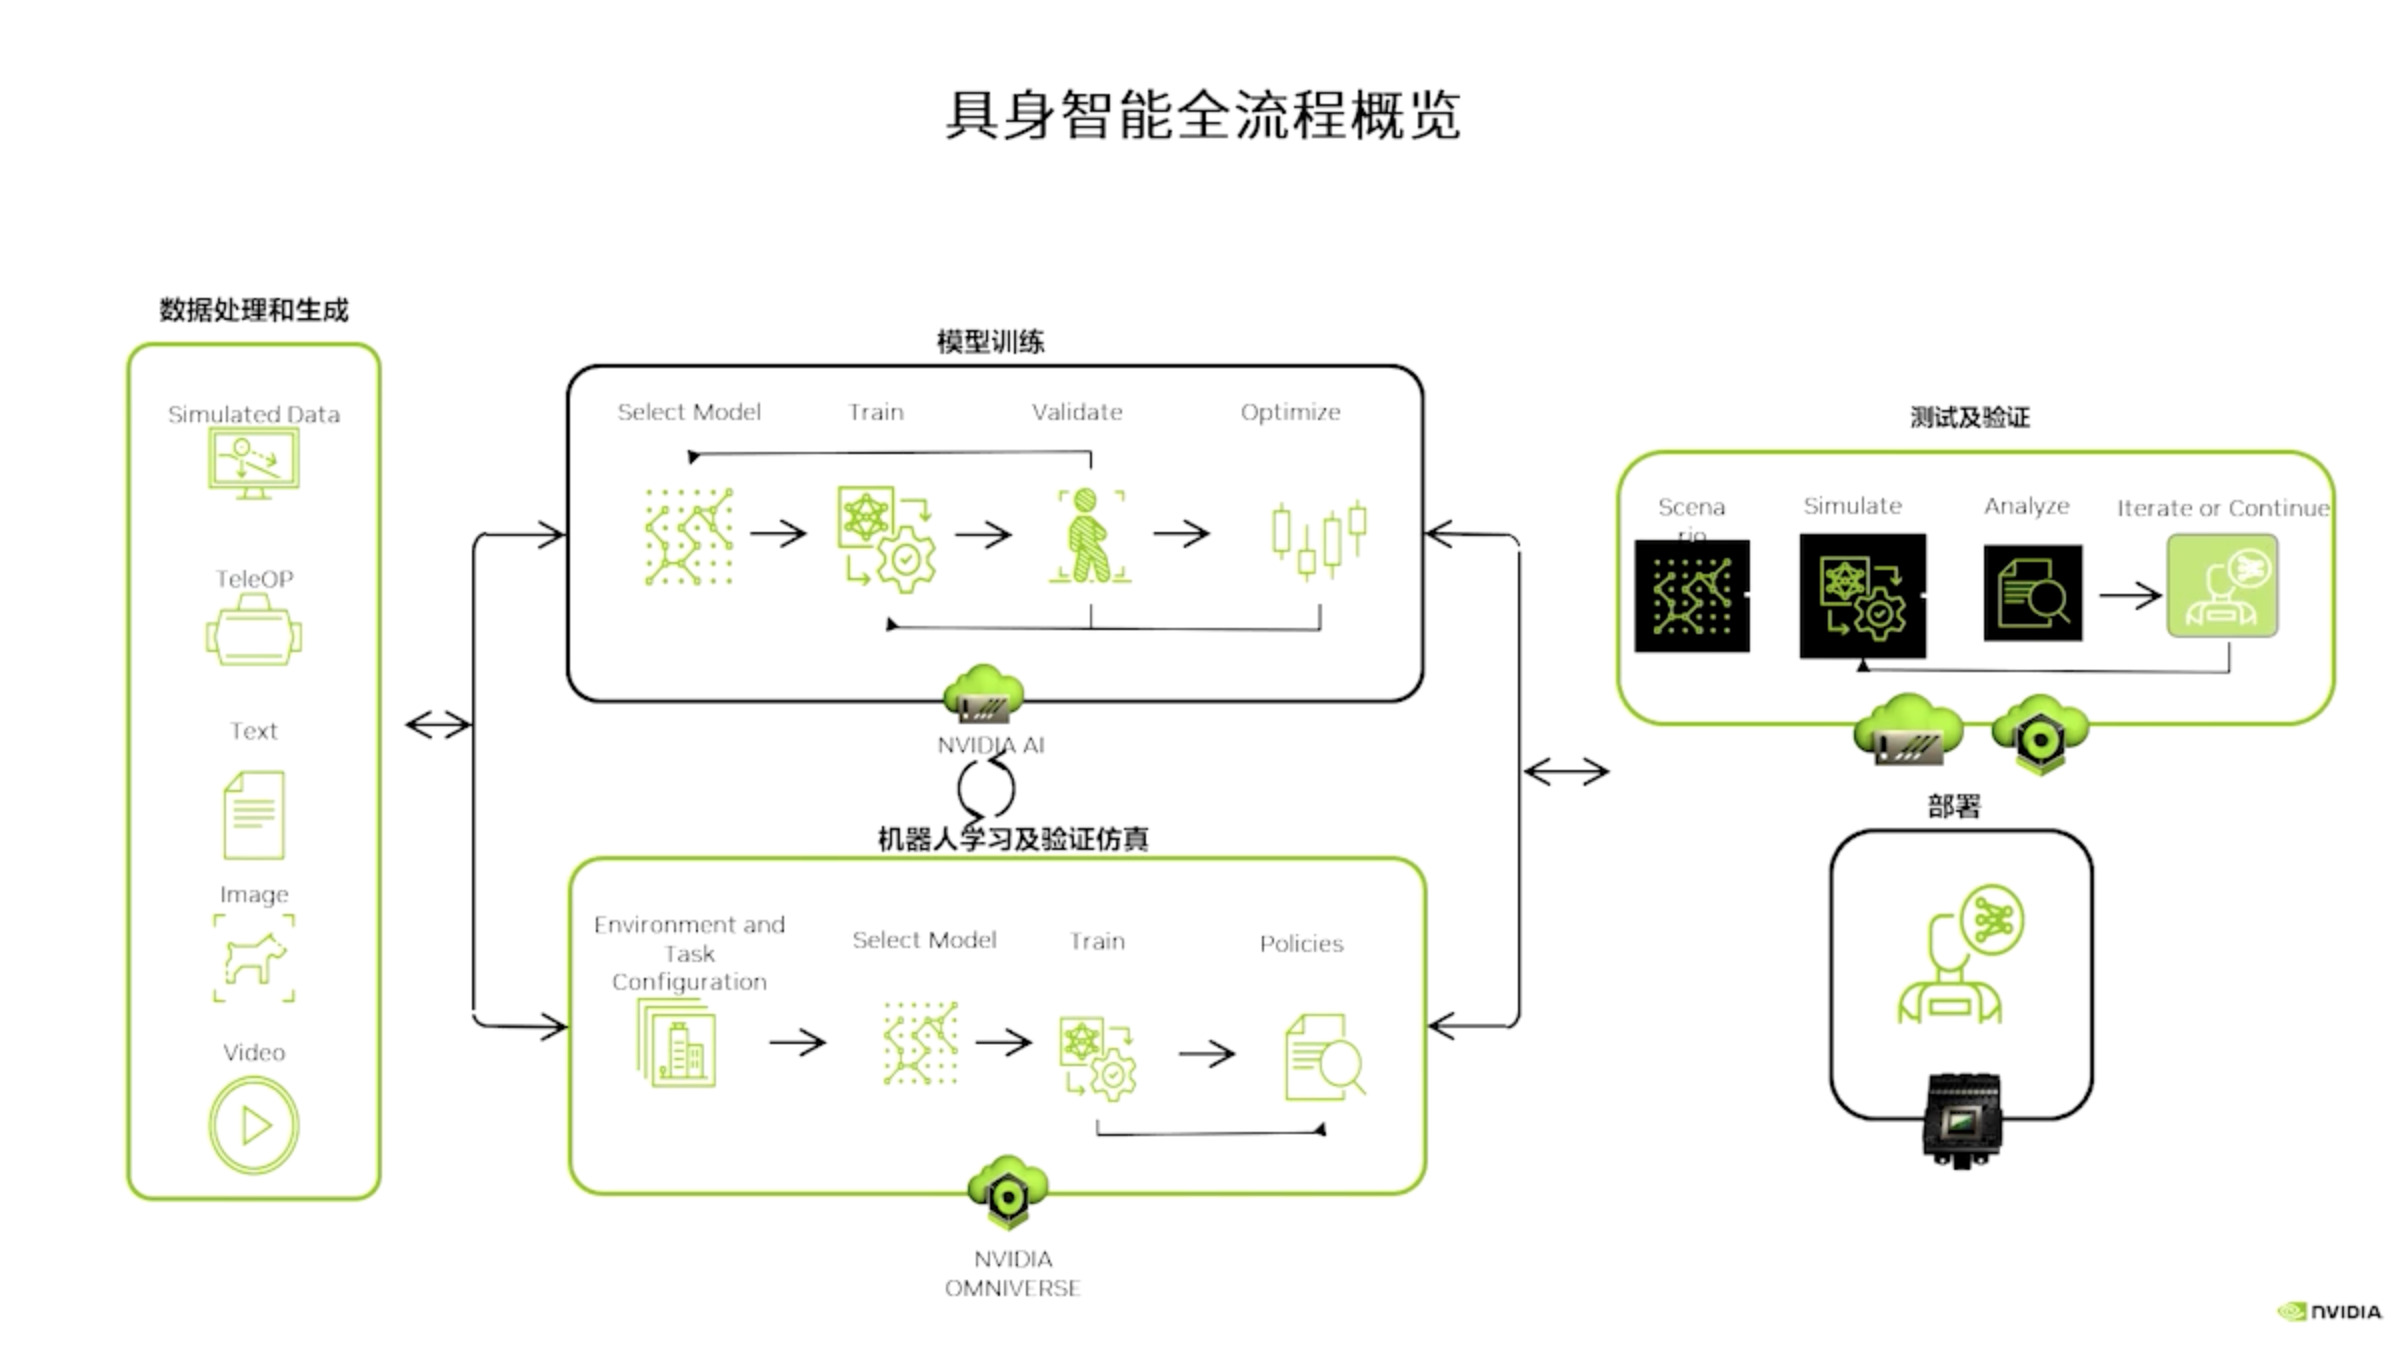 具身智能全流程概览
数据处理和生成
Simulated Data
TeleOP
Text
Image
Video
模型训练
Select Model
Train
Validate
Optimize
NVIDIA AI
机器人学习及验证仿真
Environment and
Task
Configuration
Select Model
Train
Policies
NVIDIA
OMNIVERSE
测试及验证
Scena
rio
Simulate
Analyze
Iterate or Continue
部署
NVIDIA